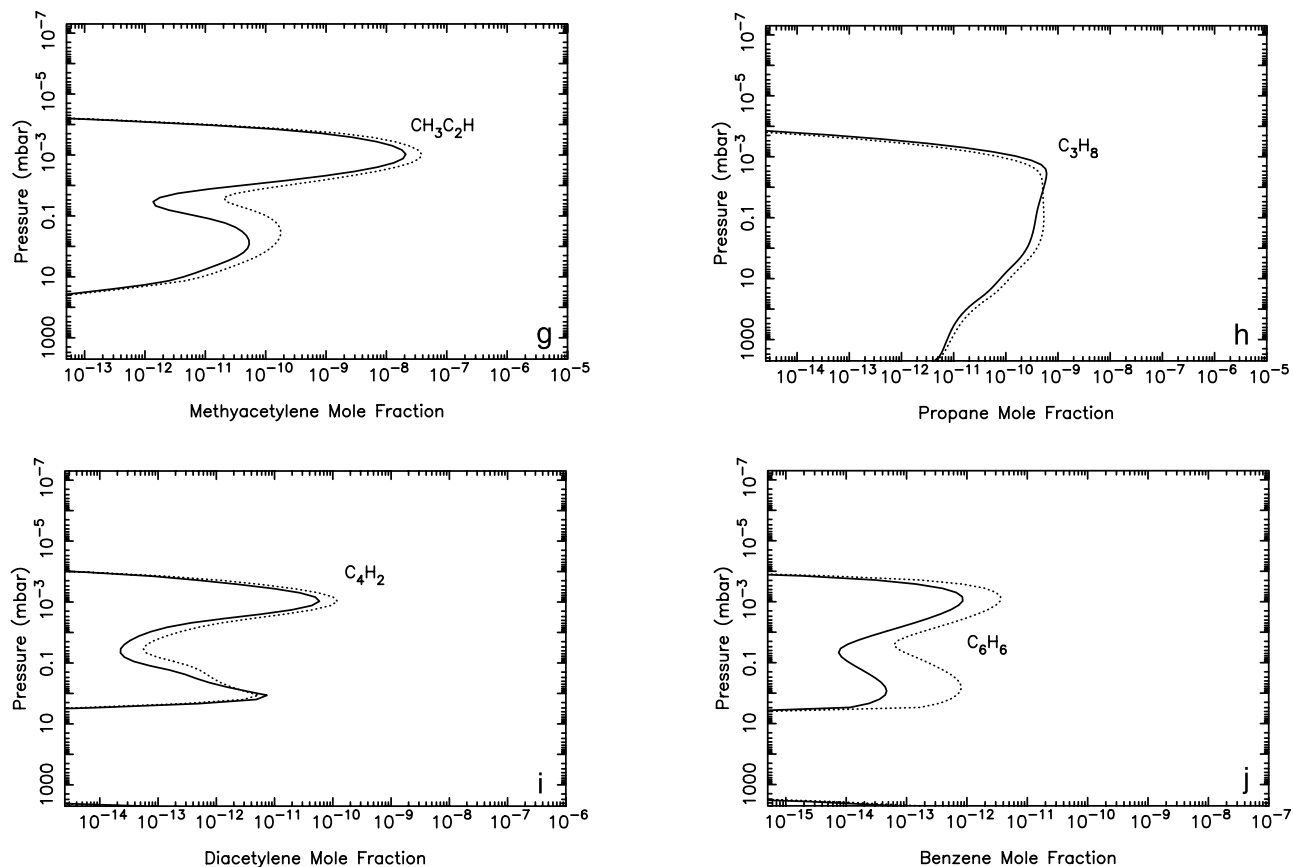 10⁻⁷
10⁻⁵
10⁻³
0.1
10
1000
Pressure (mbar)
CH₃C₂H
g
10⁻¹³ 10⁻¹² 10⁻¹¹ 10⁻¹⁰ 10⁻⁹ 10⁻⁸ 10⁻⁷ 10⁻⁶ 10⁻⁵
Methyacetylene Mole Fraction
10⁻⁷
10⁻⁵
10⁻³
0.1
10
1000
Pressure (mbar)
C₃H₈
h
10⁻¹⁴ 10⁻¹³ 10⁻¹² 10⁻¹¹ 10⁻¹⁰ 10⁻⁹ 10⁻⁸ 10⁻⁷ 10⁻⁶ 10⁻⁵
Propane Mole Fraction
10⁻⁷
10⁻⁵
10⁻³
0.1
10
1000
Pressure (mbar)
C₄H₂
i
10⁻¹⁴ 10⁻¹³ 10⁻¹² 10⁻¹¹ 10⁻¹⁰ 10⁻⁹ 10⁻⁸ 10⁻⁷ 10⁻⁶
Diacetylene Mole Fraction
10⁻⁷
10⁻⁵
10⁻³
0.1
10
1000
Pressure (mbar)
C₆H₆
j
10⁻¹⁵ 10⁻¹⁴ 10⁻¹³ 10⁻¹² 10⁻¹¹ 10⁻¹⁰ 10⁻⁹ 10⁻⁸ 10⁻⁷
Benzene Mole Fraction